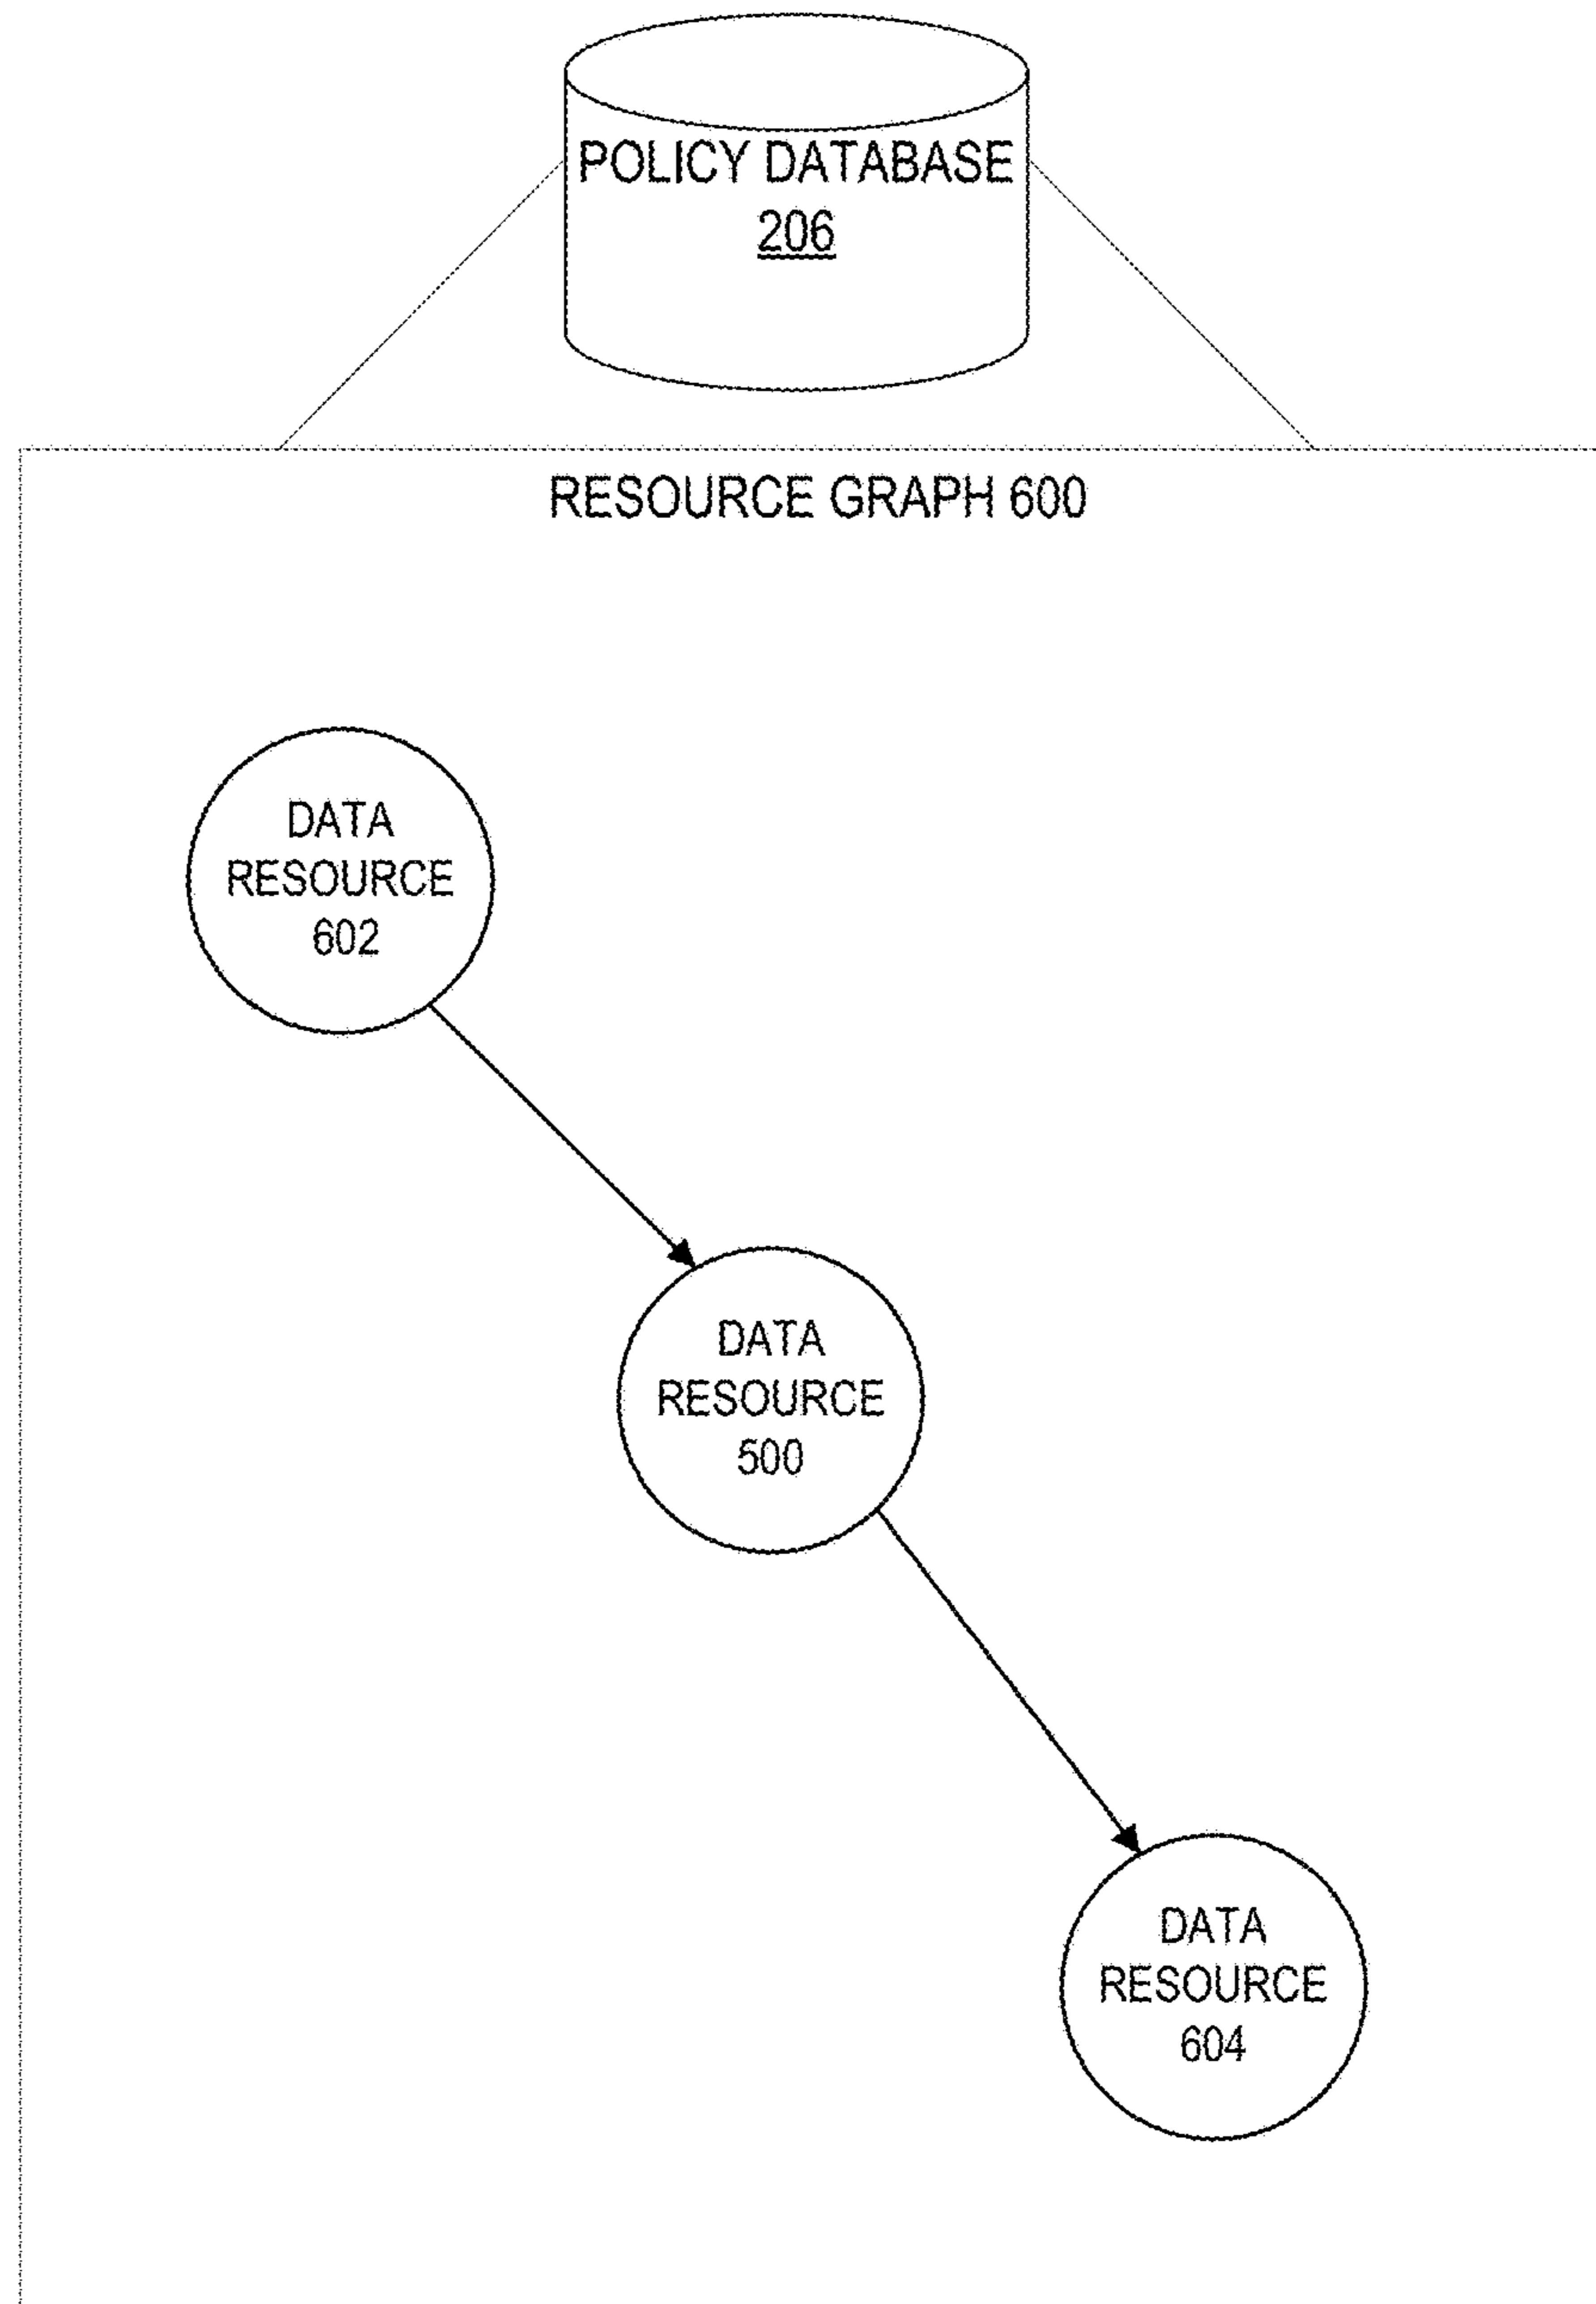 POLICY DATABASE
206
RESOURCE GRAPH 600
DATA
RESOURCE
602
DATA
RESOURCE
500
DATA
RESOURCE
604